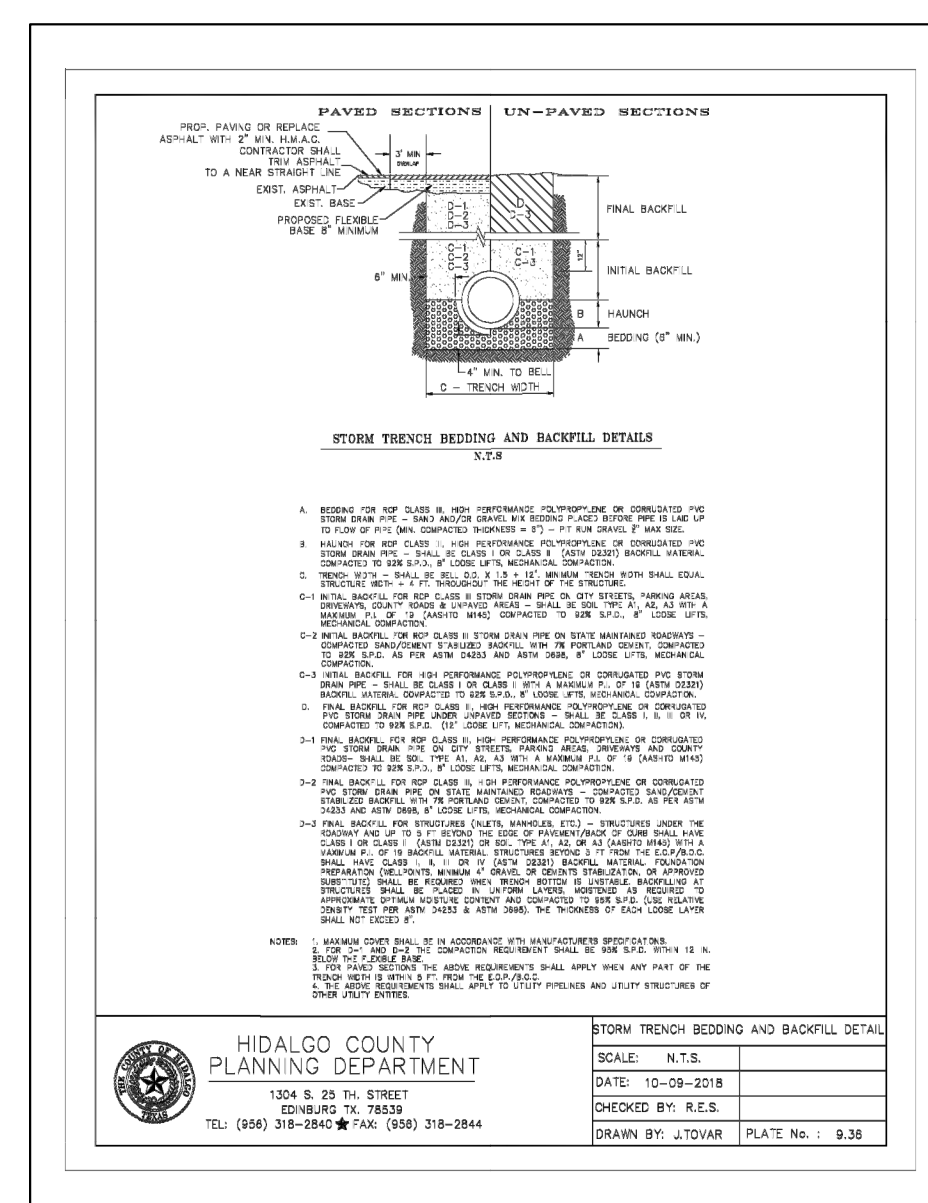 PAVED SECTIONS
UN-PAVED SECTIONS
PROP. PAVING OR REPLACE
ASPHALT WITH 2" MIN. H.M.A.C.
CONTRACTOR SHALL
TRIM ASPHALT
TO A NEAR STRAIGHT LINE
EXIST. ASPHALT
EXIST. BASE
PROPOSED FLEXIBLE
BASE 8" MINIMUM
3' MIN
OVERLAP
D-1
D-2
D-3
D
C-3
FINAL BACKFILL
C-1
C-2
C-3
C-1
C-3
12"
INITIAL BACKFILL
6" MIN.
B HAUNCH
A BEDDING (6" MIN.)
4" MIN. TO BELL
C - TRENCH WIDTH
STORM TRENCH BEDDING AND BACKFILL DETAILS
N.T.S
A. BEDDING FOR RCP CLASS III, HIGH PERFORMANCE POLYPROPYLENE OR CORRUGATED PVC
STORM DRAIN PIPE - SAND AND/OR GRAVEL MIX BEDDING PLACED BEFORE PIPE IS LAID UP
TO FLOW OF PIPE (MIN. COMPACTED THICKNESS = 6") - PIT RUN GRAVEL MAX SIZE.
B. HAUNCH FOR RCP CLASS III, HIGH PERFORMANCE POLYPROPYLENE OR CORRUGATED PVC
STORM DRAIN PIPE - SHALL BE CLASS I OR CLASS II (ASTM D2321) BACKFILL MATERIAL
COMPACTED TO 92% S.P.D., 8" LOOSE LIFTS, MECHANICAL COMPACTION.
C. TRENCH WIDTH - SHALL BE BELL O.D. X 1.5 + 12". MINIMUM TRENCH WIDTH SHALL EQUAL
STRUCTURE WIDTH + 4 FT. THROUGHOUT THE HEIGHT OF THE STRUCTURE.
C-1 INITIAL BACKFILL FOR RCP CLASS III STORM DRAIN PIPE ON CITY STREETS, PARKING AREAS,
DRIVEWAYS, COUNTY ROADS & UNPAVED AREAS - SHALL BE SOIL TYPE A1, A2, A3 WITH A
MAXIMUM P.I. OF 19 (AASHTO M145) COMPACTED TO 92% S.P.D., 8" LOOSE LIFTS,
MECHANICAL COMPACTION.
C-2 INITIAL BACKFILL FOR RCP CLASS III STORM DRAIN PIPE ON STATE MAINTAINED ROADWAYS -
COMPACTED SAND/CEMENT STABILIZED BACKFILL WITH 7% PORTLAND CEMENT, COMPACTED
TO 92% S.P.D. AS PER ASTM D4253 AND ASTM D698, 8" LOOSE LIFTS, MECHANICAL
COMPACTION.
C-3 INITIAL BACKFILL FOR HIGH PERFORMANCE POLYPROPYLENE OR CORRUGATED PVC STORM
DRAIN PIPE - SHALL BE CLASS I OR CLASS II WITH A MAXIMUM P.I. OF 19 (ASTM D2321)
BACKFILL MATERIAL COMPACTED TO 92% S.P.D., 8" LOOSE LIFTS, MECHANICAL COMPACTION.
D. FINAL BACKFILL FOR RCP CLASS III, HIGH PERFORMANCE POLYPROPYLENE OR CORRUGATED
PVC STORM DRAIN PIPE UNDER UNPAVED SECTIONS - SHALL BE CLASS I, II, III OR IV,
COMPACTED TO 92% S.P.D. (12" LOOSE LIFT, MECHANICAL COMPACTION).
D-1 FINAL BACKFILL FOR RCP CLASS III, HIGH PERFORMANCE POLYPROPYLENE OR CORRUGATED
PVC STORM DRAIN PIPE ON CITY STREETS, PARKING AREAS, DRIVEWAYS AND COUNTY
ROADS- SHALL BE SOIL TYPE A1, A2, A3 WITH A MAXIMUM P.I. OF 19 (AASHTO M145)
COMPACTED TO 92% S.P.D., 8" LOOSE LIFTS, MECHANICAL COMPACTION.
D-2 FINAL BACKFILL FOR RCP CLASS III, HIGH PERFORMANCE POLYPROPYLENE OR CORRUGATED
PVC STORM DRAIN PIPE ON STATE MAINTAINED ROADWAYS - COMPACTED SAND/CEMENT
STABILIZED BACKFILL WITH 7% PORTLAND CEMENT, COMPACTED TO 92% S.P.D. AS PER ASTM
D4253 AND ASTM D698, 8" LOOSE LIFTS, MECHANICAL COMPACTION.
D-3 FINAL BACKFILL FOR STRUCTURES (INLETS, MANHOLES, ETC.) - STRUCTURES UNDER THE
ROADWAY AND UP TO 5 FT BEYOND THE EDGE OF PAVEMENT/BACK OF CURB SHALL HAVE
CLASS I OR CLASS II (ASTM D2321) OR SOIL TYPE A1, A2, OR A3 (AASHTO M145) WITH A
MAXIMUM P.I. OF 19 BACKFILL MATERIAL. STRUCTURES BEYOND 5 FT FROM THE E.O.P/B.O.C.
SHALL HAVE CLASS I, II, III OR IV (ASTM D2321) BACKFILL MATERIAL. FOUNDATION
PREPARATION (WELLPOINTS, MINIMUM 4" GRAVEL OR CEMENTS STABILIZATION, OR APPROVED
SUBSTITUTE) SHALL BE REQUIRED WHEN TRENCH BOTTOM IS UNSTABLE. BACKFILLING AT
STRUCTURES SHALL BE PLACED IN UNIFORM LAYERS, MOISTENED AS REQUIRED TO
APPROXIMATE OPTIMUM MOISTURE CONTENT AND COMPACTED TO 95% S.P.D. (USE RELATIVE
DENSITY TEST PER ASTM D4253 & ASTM D698). THE THICKNESS OF EACH LOOSE LAYER
SHALL NOT EXCEED 8".
NOTES: 1. MAXIMUM COVER SHALL BE IN ACCORDANCE WITH MANUFACTURERS SPECIFICATIONS.
2. FOR D-1 AND D-2 THE COMPACTION REQUIREMENT SHALL BE 95% S.P.D. WITHIN 12 IN.
BELOW THE FLEXIBLE BASE.
3. FOR PAVED SECTIONS THE ABOVE REQUIREMENTS SHALL APPLY WHEN ANY PART OF THE
TRENCH WIDTH IS WITHIN 5 FT. FROM THE E.O.P./B.O.C.
4. THE ABOVE REQUIREMENTS SHALL APPLY TO UTILITY PIPELINES AND UTILITY STRUCTURES OF
OTHER UTILITY ENTITIES.
THE COUNTY OF HIDALGO
TEXAS
HIDALGO COUNTY
PLANNING DEPARTMENT
1304 S. 25 TH. STREET
EDINBURG TX. 78539
TEL: (956) 318-2840 ★ FAX: (956) 318-2844
STORM TRENCH BEDDING AND BACKFILL DETAIL
SCALE: N.T.S.
DATE: 10-09-2018
CHECKED BY: R.E.S.
DRAWN BY: J.TOVAR
PLATE No. : 9.36